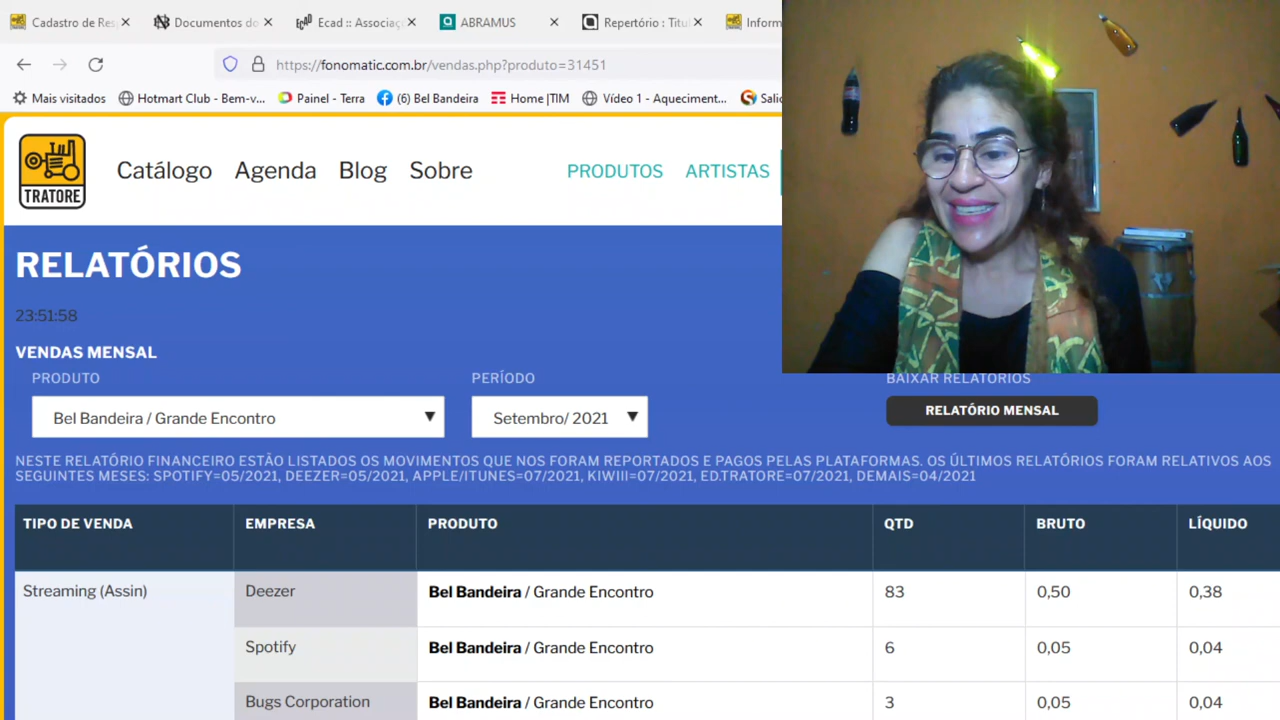 Cadastro de Res
Documentos do
Ecad :: Associaç
ABRAMUS
Repertório : Titul
Inform
https://fonomatic.com.br/vendas.php?produto=31451
Mais visitados
Hotmart Club - Bem-v...
Painel - Terra
(6) Bel Bandeira
Home |TIM
Vídeo 1 - Aqueciment...
Salic
TRATORE
Catálogo Agenda Blog Sobre PRODUTOS ARTISTAS
RELATÓRIOS
23:51:58
VENDAS MENSAL
PRODUTO PERÍODO BAIXAR RELATÓRIOS
Bel Bandeira / Grande Encontro Setembro/ 2021 RELATÓRIO MENSAL
NESTE RELATÓRIO FINANCEIRO ESTÃO LISTADOS OS MOVIMENTOS QUE NOS FORAM REPORTADOS E PAGOS PELAS PLATAFORMAS. OS ÚLTIMOS RELATÓRIOS FORAM RELATIVOS AOS
SEGUINTES MESES: SPOTIFY=05/2021, DEEZER=05/2021, APPLE/ITUNES=07/2021, KIWIII=07/2021, ED.TRATORE=07/2021, DEMAIS=04/2021
TIPO DE VENDA EMPRESA PRODUTO QTD BRUTO LÍQUIDO
Streaming (Assin) Deezer Bel Bandeira / Grande Encontro 83 0,50 0,38
Spotify Bel Bandeira / Grande Encontro 6 0,05 0,04
Bugs Corporation Bel Bandeira / Grande Encontro 3 0,05 0,04